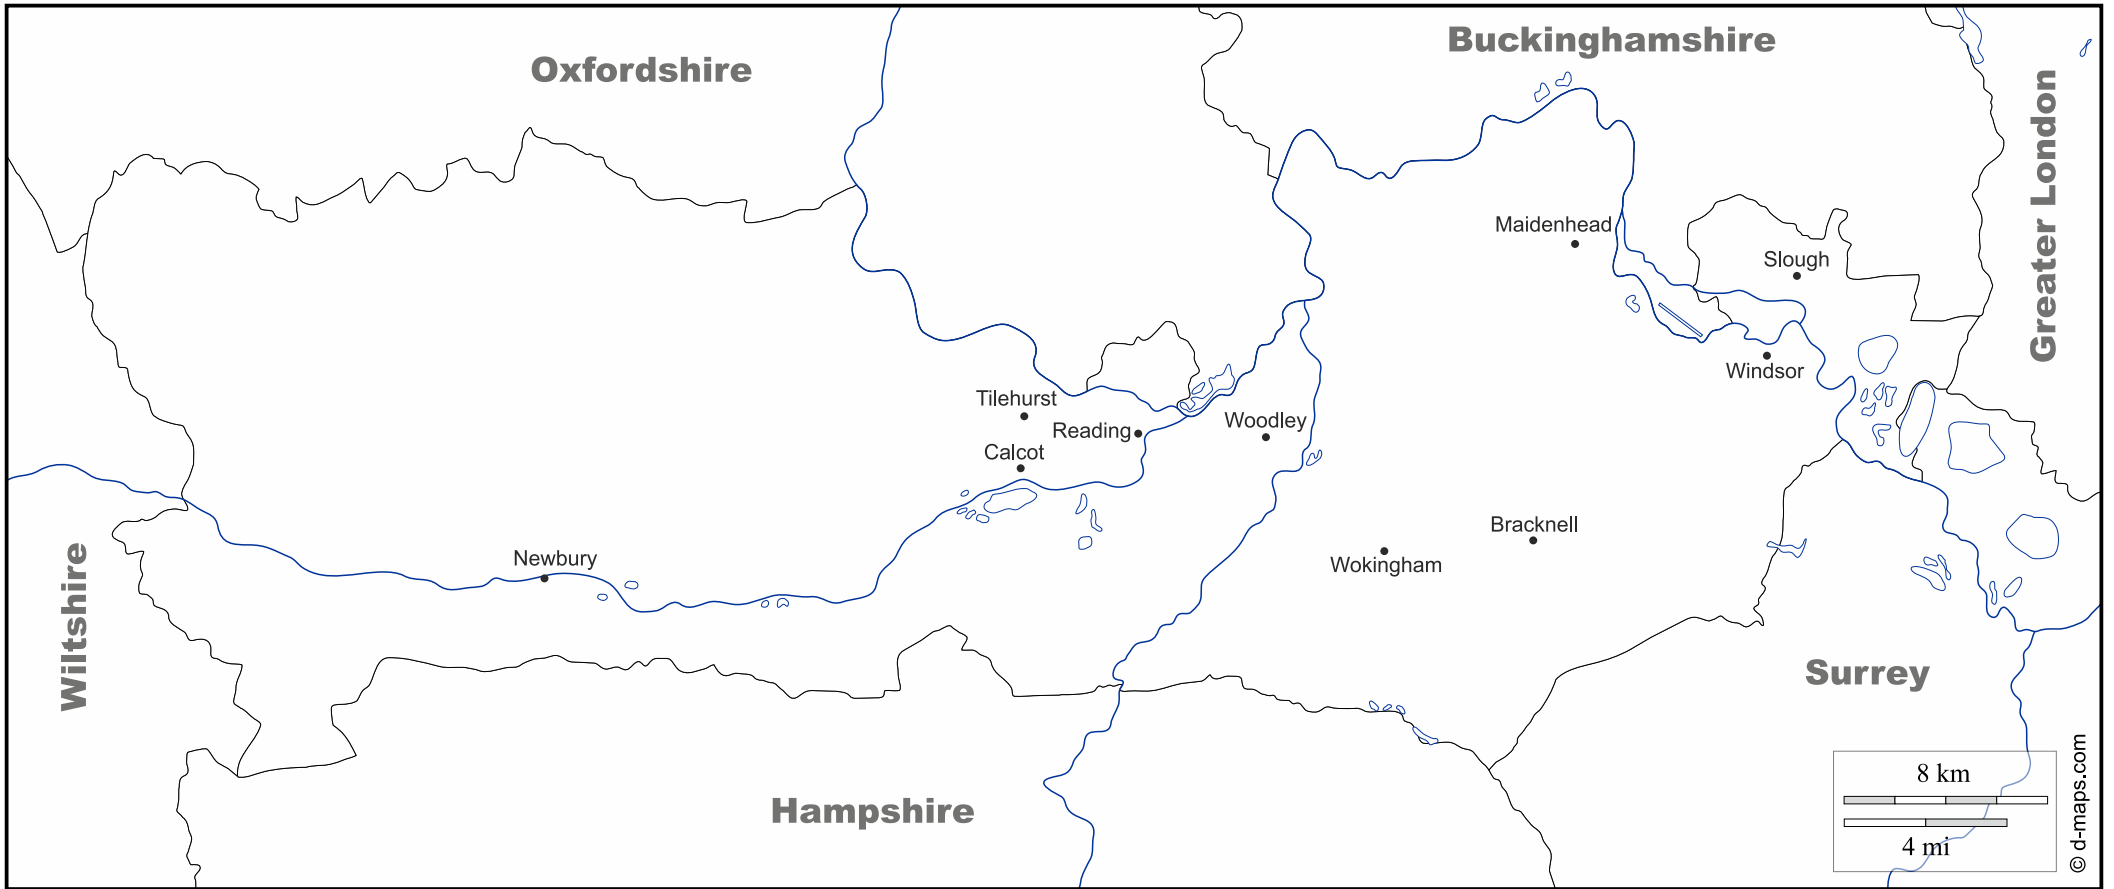 Buckinghamshire
Oxfordshire
Greater London
Maidenhead
Slough
Windsor
Tilehurst
Woodley
Reading
Calcot
Bracknell
Newbury
Wokingham
Wiltshire
Surrey
Hampshire
8 km
4 mi
© d-maps.com